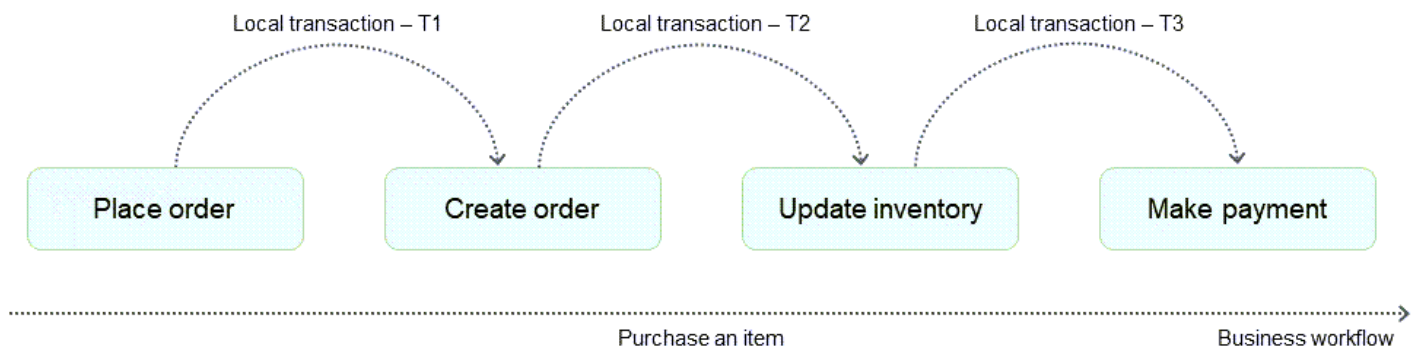 Local transaction – T1
Local transaction – T2
Local transaction – T3
Place order
Create order
Update inventory
Make payment
Purchase an item
Business workflow